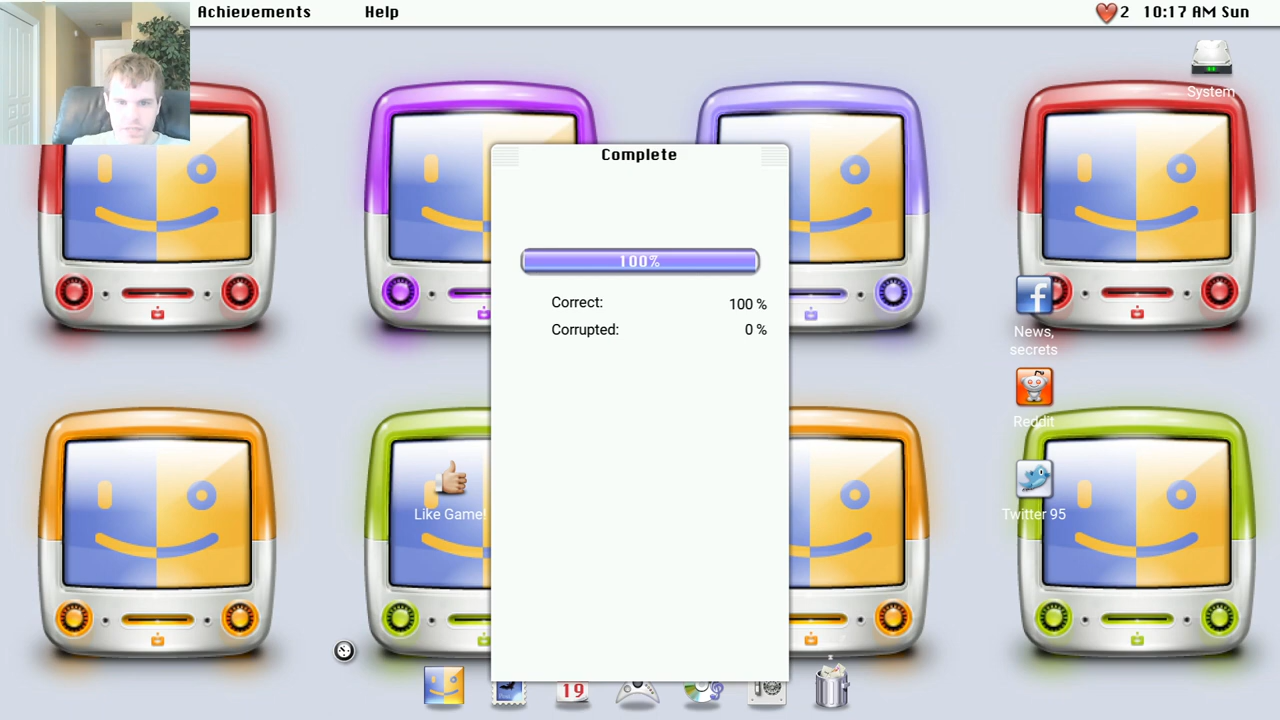 Achievements Help 2 10:17 AM Sun
System
Complete
100%
Correct: 100 %
Corrupted: 0 %
News,
secrets
Reddit
Like Game!
Twitter 95
19